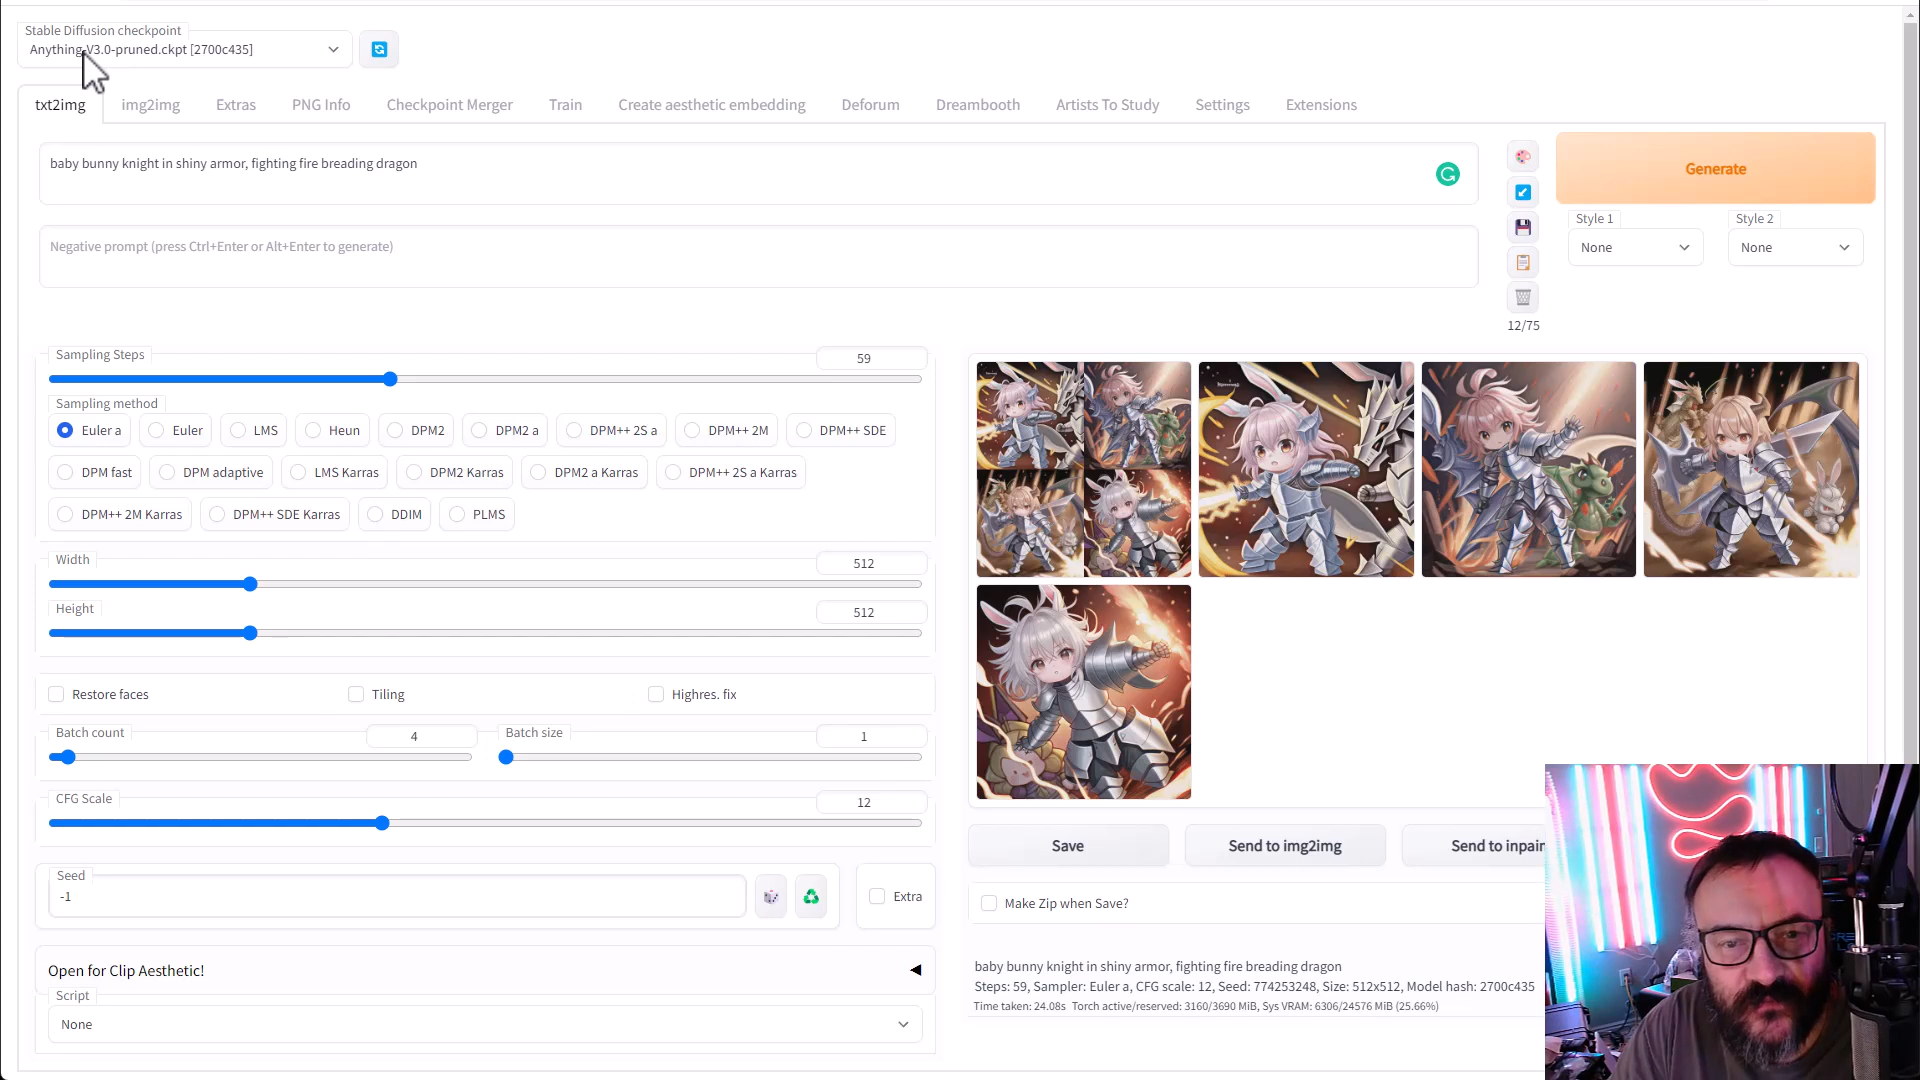 Stable Diffusion checkpoint
Anything-V3.0-pruned.ckpt [2700c435]
txt2img
img2img
Extras
PNG Info
Checkpoint Merger
Train
Create aesthetic embedding
Deforum
Dreambooth
Artists To Study
Settings
Extensions
baby bunny knight in shiny armor, fighting fire breading dragon
Generate
Negative prompt (press Ctrl+Enter or Alt+Enter to generate)
Style 1
Style 2
None
None
12/75
Sampling Steps
59
Sampling method
Euler a
Euler
LMS
Heun
DPM2
DPM2 a
DPM++ 2S a
DPM++ 2M
DPM++ SDE
DPM fast
DPM adaptive
LMS Karras
DPM2 Karras
DPM2 a Karras
DPM++ 2S a Karras
DPM++ 2M Karras
DPM++ SDE Karras
DDIM
PLMS
Width
512
Height
512
Restore faces
Tiling
Highres. fix
Batch count
4
Batch size
1
CFG Scale
12
Seed
-1
Extra
Open for Clip Aesthetic!
Script
None
Save
Send to img2img
Send to inpain
Make Zip when Save?
baby bunny knight in shiny armor, fighting fire breading dragon
Steps: 59, Sampler: Euler a, CFG scale: 12, Seed: 774253248, Size: 512x512, Model hash: 2700c435
Time taken: 24.08s Torch active/reserved: 3160/3690 MiB, Sys VRAM: 6306/24576 MiB (25.66%)